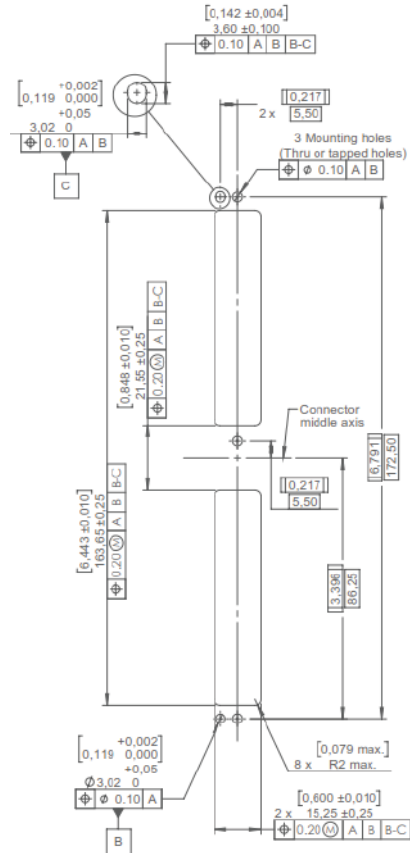 [0,142 ±0,004]
3,60 ±0,100
⌖ 0.10 A B B-C
+0,002
[0,119 0,000]
+0,05
3,02 0
⌖ 0.10 A B
C
[0,217]
2 x 5,50
3 Mounting holes
(Thru or tapped holes)
⌖ ϕ 0.10 A B
[0,848 ±0,010]
21,55 ±0,25
⌖ 0.20 Ⓜ A B B-C
Connector
middle axis
[6,791]
172,50
[0,217]
5,50
[6,443 ±0,010]
163,65 ±0,25
⌖ 0.20 Ⓜ A B B-C
[3,396]
86,25
+0,002
[0,119 0,000]
+0,05
ϕ 3,02 0
⌖ ϕ 0.10 A
B
[0,079 max.]
8 x R2 max.
[0,600 ±0,010]
2 x 15,25 ±0,25
⌖ 0.20 Ⓜ A B B-C